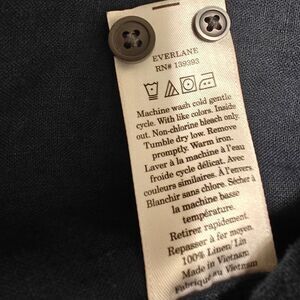 EVERLANE
RN# 139393
Machine wash cold gentle
cycle. With like colors. Inside
out. Non-chlorine bleach only.
Tumble dry low. Remove
promptly. Warm iron.
Laver à la machine à l'eau
froide cycle délicat. Avec
couleurs similaires. À l'envers
Blanchir sans chlore. Sécher à
la machine basse
température.
Retirez rapidement.
Repasser à fer moyen.
100% Linen/ Lin
Made in Vietnam
Fabriqué au Vietnam